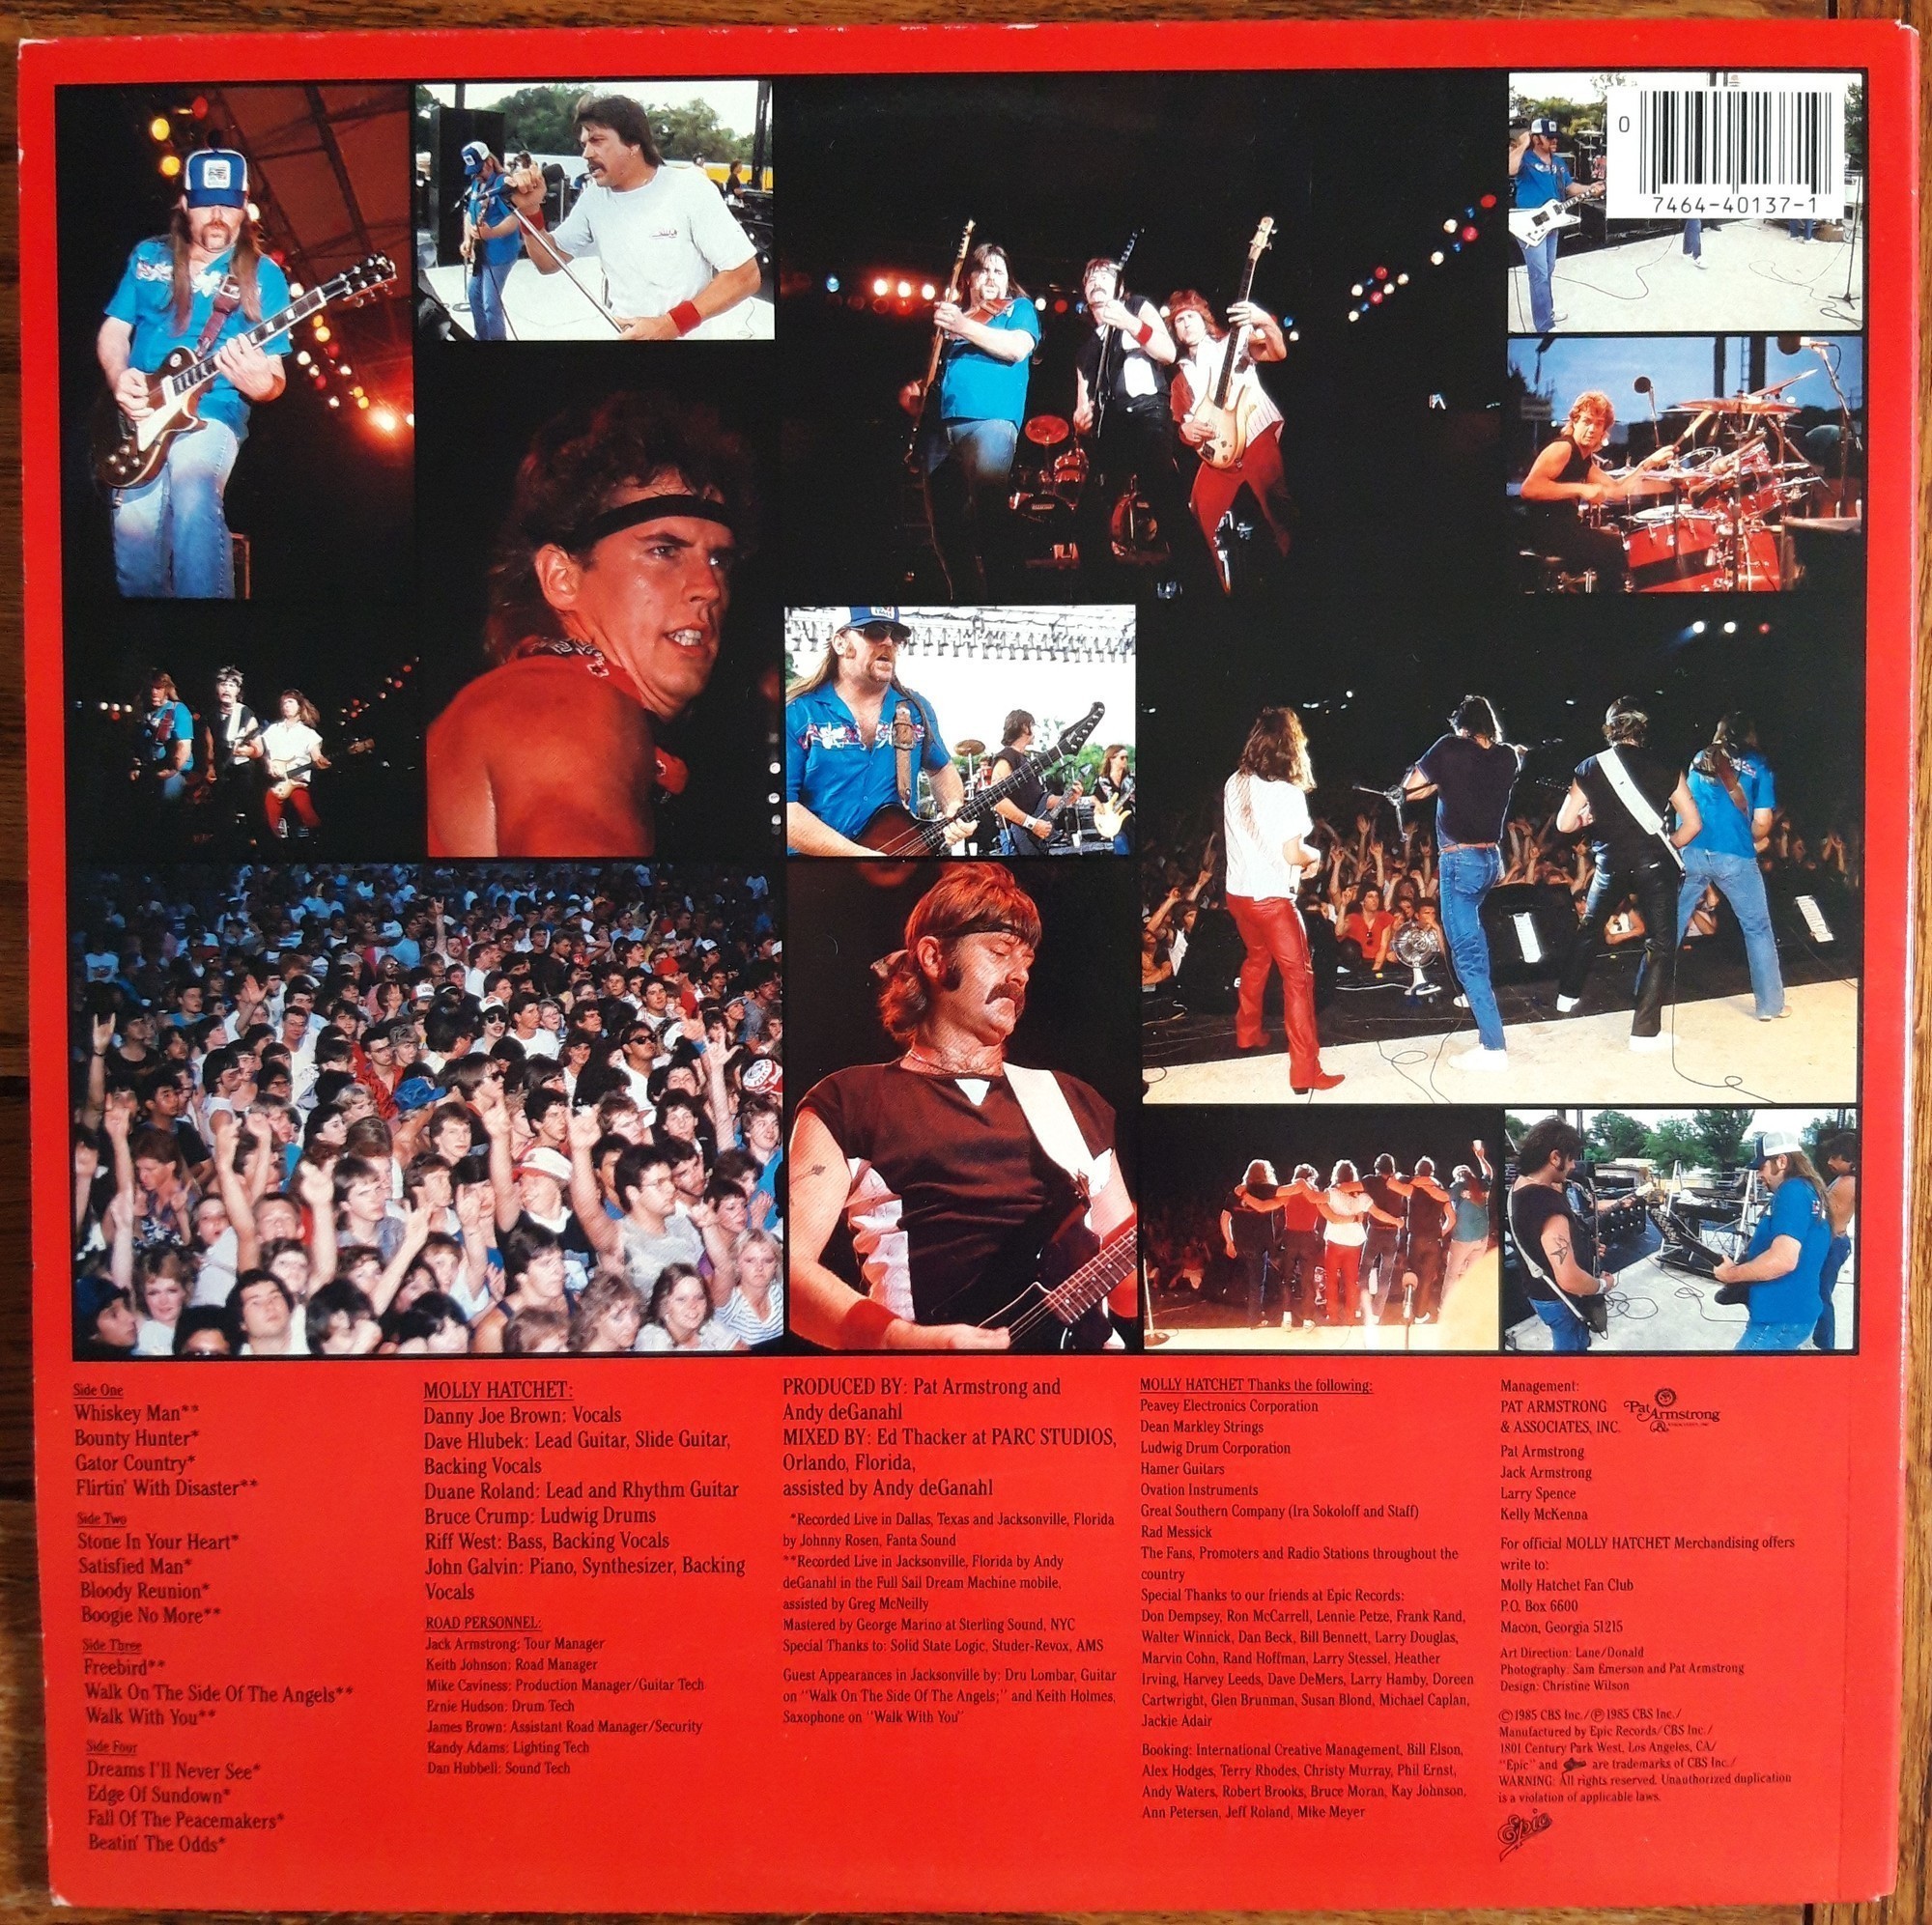 0
7464-40137-1
Side One
Whiskey Man**
Bounty Hunter*
Gator Country*
Flirtin' With Disaster**
Side Two
Stone In Your Heart*
Satisfied Man*
Bloody Reunion*
Boogie No More**
Side Three
Freebird**
Walk On The Side Of The Angels**
Walk With You**
Side Four
Dreams I'll Never See*
Edge Of Sundown*
Fall Of The Peacemakers*
Beatin' The Odds*
MOLLY HATCHET:
Danny Joe Brown: Vocals
Dave Hlubek: Lead Guitar, Slide Guitar,
Backing Vocals
Duane Roland: Lead and Rhythm Guitar
Bruce Crump: Ludwig Drums
Riff West: Bass, Backing Vocals
John Galvin: Piano, Synthesizer, Backing
Vocals
ROAD PERSONNEL:
Jack Armstrong: Tour Manager
Keith Johnson: Road Manager
Mike Caviness: Production Manager/Guitar Tech
Ernie Hudson: Drum Tech
James Brown: Assistant Road Manager/Security
Randy Adams: Lighting Tech
Dan Hubbell: Sound Tech
PRODUCED BY: Pat Armstrong and
Andy deGanahl
MIXED BY: Ed Thacker at PARC STUDIOS,
Orlando, Florida,
assisted by Andy deGanahl
*Recorded Live in Dallas, Texas and Jacksonville, Florida
by Johnny Rosen, Fanta Sound
**Recorded Live in Jacksonville, Florida by Andy
deGanahl in the Full Sail Dream Machine mobile,
assisted by Greg McNeilly
Mastered by George Marino at Sterling Sound, NYC
Special Thanks to: Solid State Logic, Studer-Revox, AMS
Guest Appearances in Jacksonville by: Dru Lombar, Guitar
on "Walk On The Side Of The Angels;" and Keith Holmes,
Saxophone on "Walk With You"
MOLLY HATCHET Thanks the following:
Peavey Electronics Corporation
Dean Markley Strings
Ludwig Drum Corporation
Hamer Guitars
Ovation Instruments
Great Southern Company (Ira Sokoloff and Staff)
Rad Messick
The Fans, Promoters and Radio Stations throughout the
country
Special Thanks to our friends at Epic Records:
Don Dempsey, Ron McCarrell, Lennie Petze, Frank Rand,
Walter Winnick, Dan Beck, Bill Bennett, Larry Douglas,
Marvin Cohn, Rand Hoffman, Larry Stessel, Heather
Irving, Harvey Leeds, Dave DeMers, Larry Hamby, Doreen
Cartwright, Glen Brunman, Susan Blond, Michael Caplan,
Jackie Adair
Booking: International Creative Management, Bill Elson,
Alex Hodges, Terry Rhodes, Christy Murray, Phil Ernst,
Andy Waters, Robert Brooks, Bruce Moran, Kay Johnson,
Ann Petersen, Jeff Roland, Mike Meyer
Management:
PAT ARMSTRONG
& ASSOCIATES, INC.
Pat
Armstrong
&
Pat Armstrong
Jack Armstrong
Larry Spence
Kelly McKenna
For official MOLLY HATCHET Merchandising offers
write to:
Molly Hatchet Fan Club
P.O. Box 6600
Macon, Georgia 51215
Art Direction: Lane/Donald
Photography: Sam Emerson and Pat Armstrong
Design: Christine Wilson
©1985 CBS Inc./℗1985 CBS Inc./
Manufactured by Epic Records/CBS Inc./
1801 Century Park West, Los Angeles, CA/
"Epic" and are trademarks of CBS Inc./
WARNING: All rights reserved. Unauthorized duplication
is a violation of applicable laws.
Epic